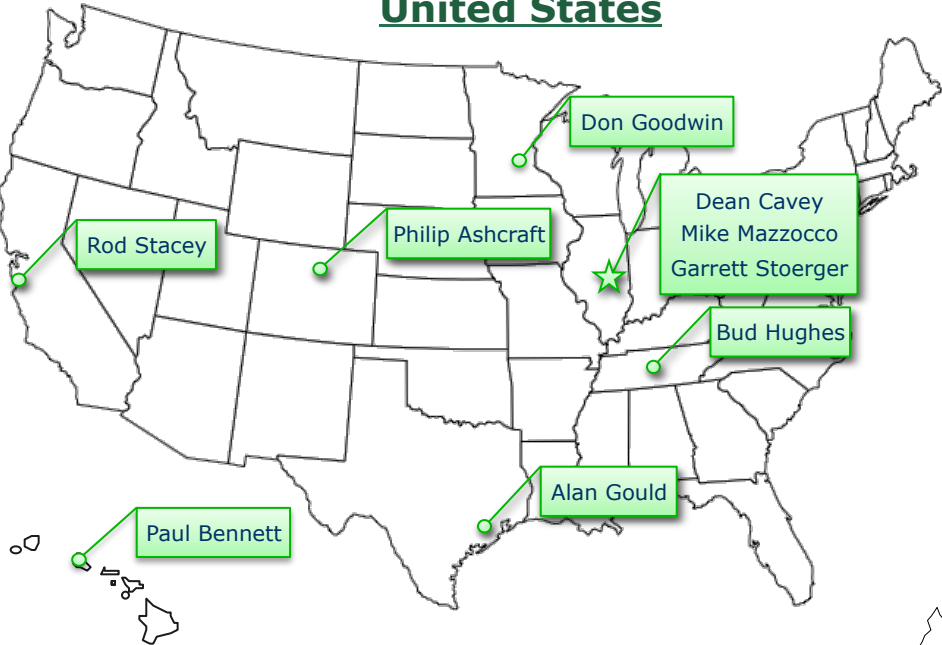 United States
Don Goodwin
Dean Cavey
Mike Mazzocco
Garrett Stoerger
Rod Stacey
Philip Ashcraft
Bud Hughes
Alan Gould
Paul Bennett